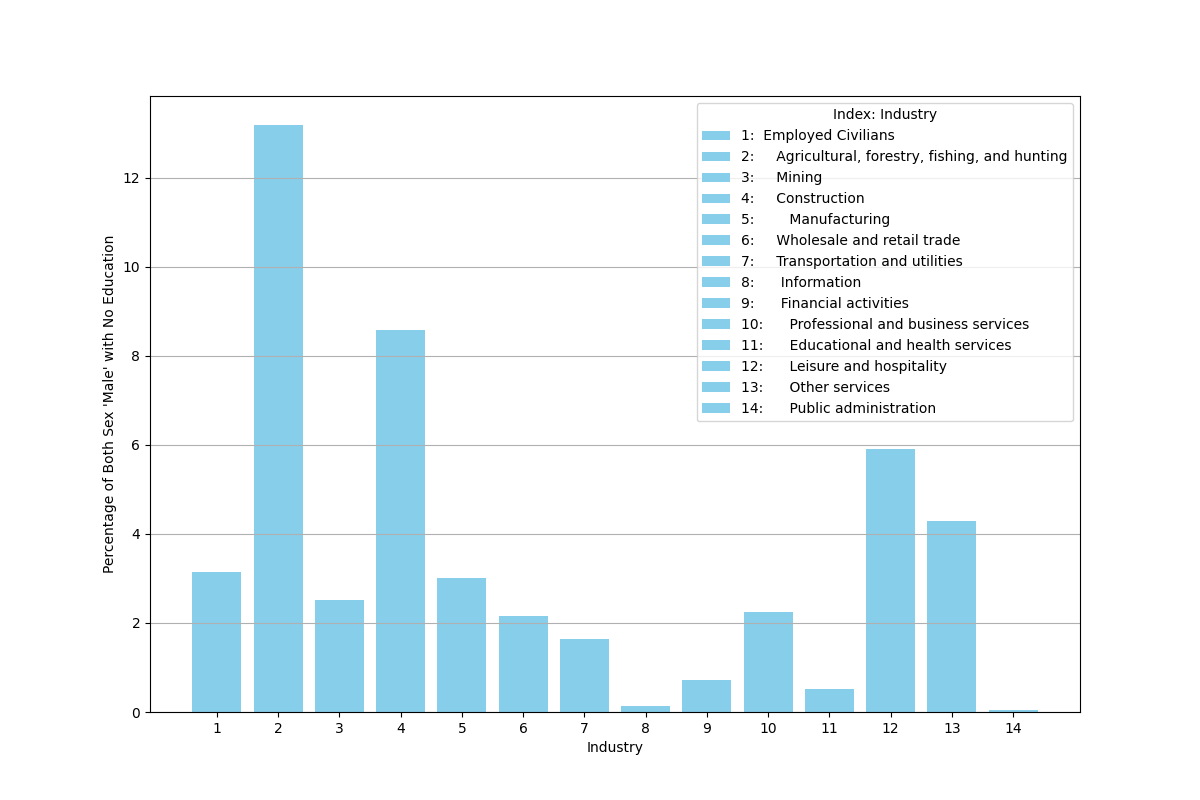 Index: Industry
1: Employed Civilians
2: Agricultural, forestry, fishing, and hunting
3: Mining
4: Construction
5: Manufacturing
6: Wholesale and retail trade
7: Transportation and utilities
8: Information
9: Financial activities
10: Professional and business services
11: Educational and health services
12: Leisure and hospitality
13: Other services
14: Public administration
Percentage of Both Sex 'Male' with No Education
12
10
8
6
4
2
0
1 2 3 4 5 6 7 8 9 10 11 12 13 14
Industry